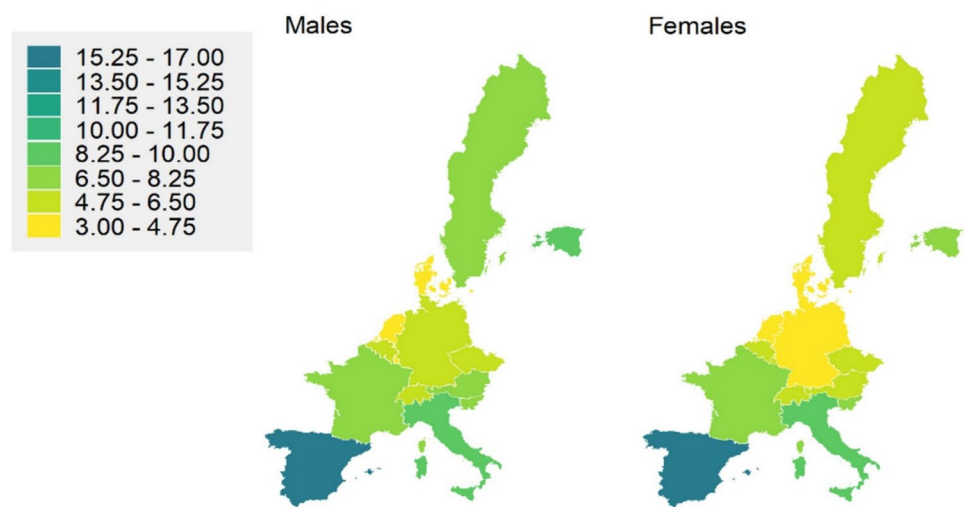 Males
Females
15.25 - 17.00
13.50 - 15.25
11.75 - 13.50
10.00 - 11.75
8.25 - 10.00
6.50 - 8.25
4.75 - 6.50
3.00 - 4.75